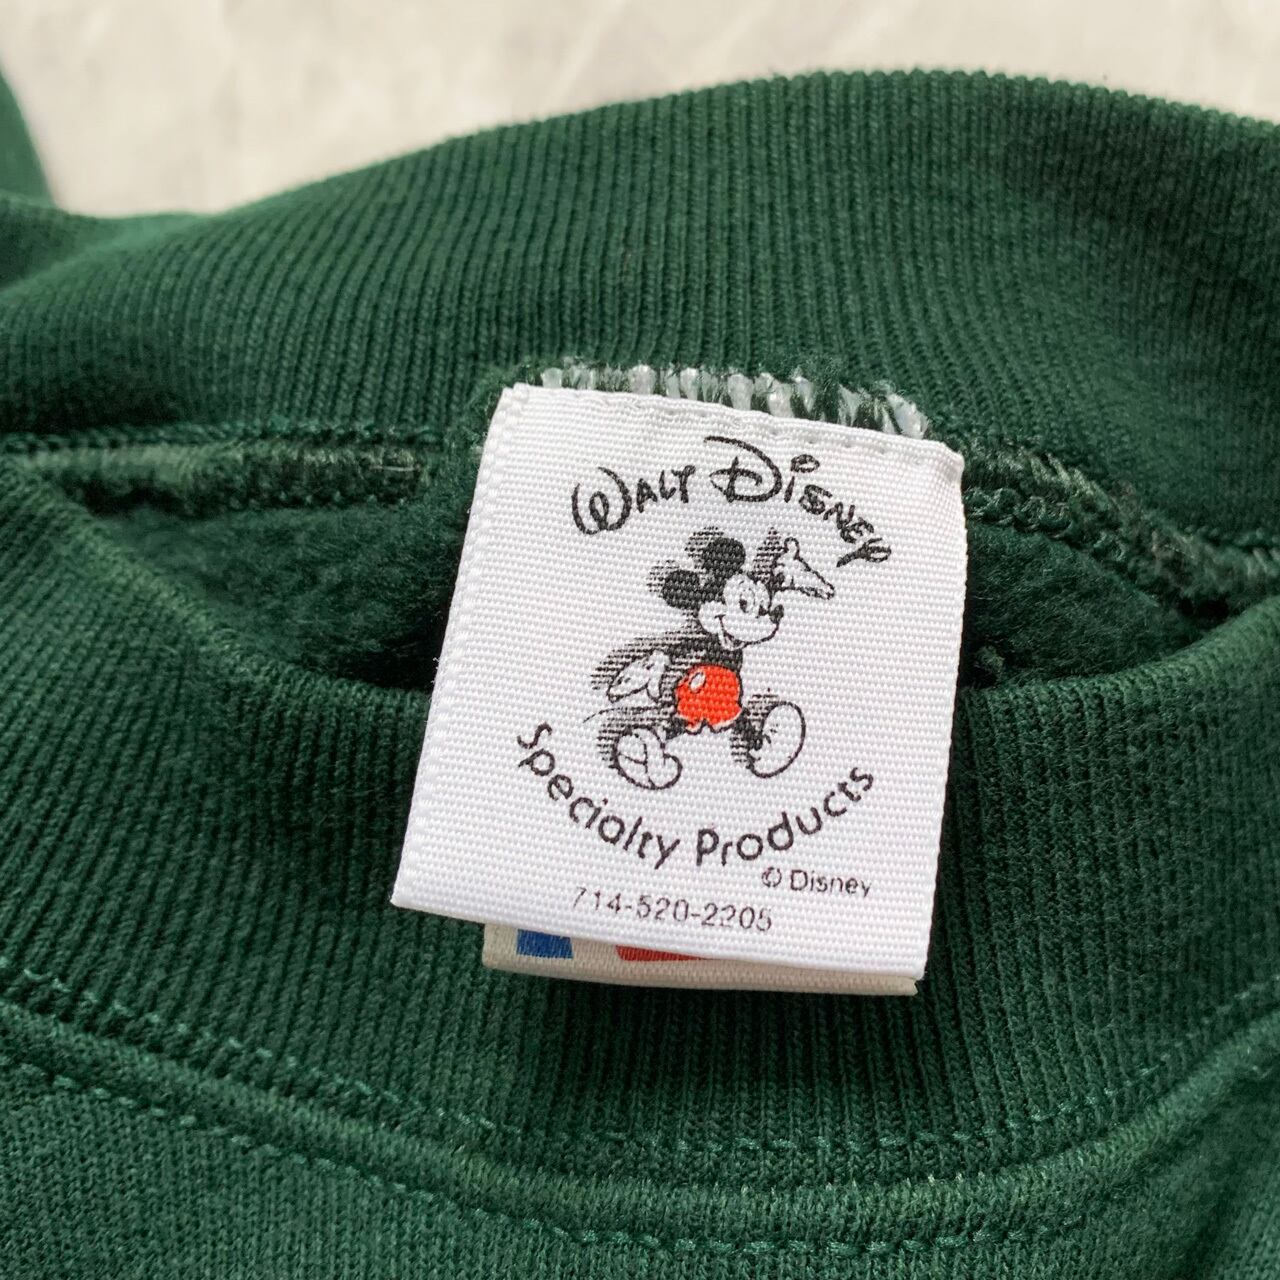 WALT DISNEY
Specialty Products
© Disney
714-520-2205